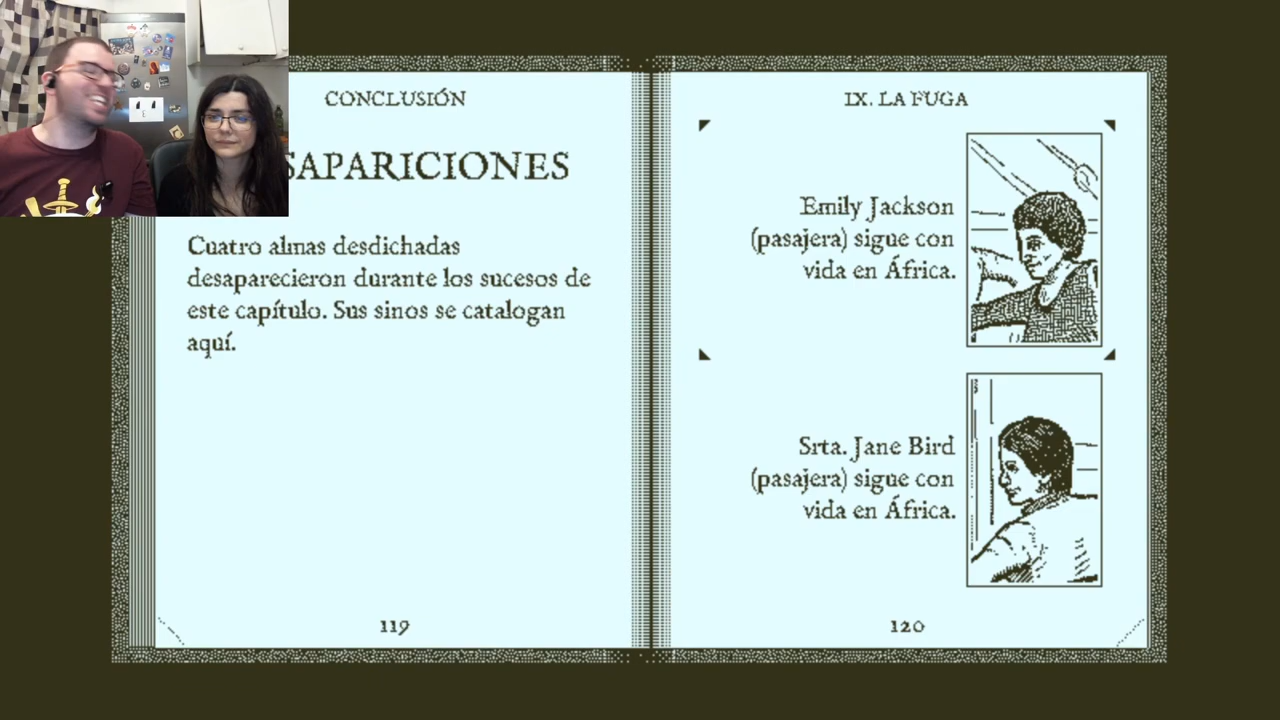 CONCLUSIÓN
SAPARICIONES
Cuatro almas desdichadas
desaparecieron durante los sucesos de
este capítulo. Sus sinos se catalogan
aquí.
119
IX. LA FUGA
Emily Jackson
(pasajera) sigue con
vida en África.
Srta. Jane Bird
(pasajera) sigue con
vida en África.
120